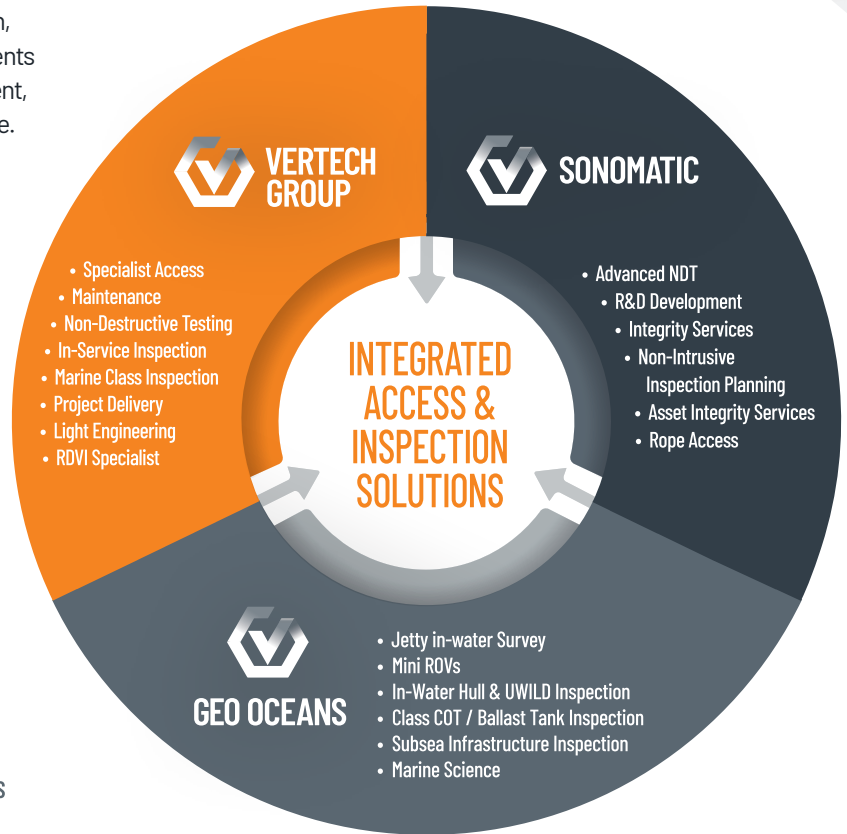 VERTECH
GROUP
• Specialist Access
• Maintenance
• Non-Destructive Testing
• In-Service Inspection
• Marine Class Inspection
• Project Delivery
• Light Engineering
• RDVI Specialist
SONOMATIC
• Advanced NDT
• R&D Development
• Integrity Services
• Non-Intrusive
Inspection Planning
• Asset Integrity Services
• Rope Access
INTEGRATED
ACCESS &
INSPECTION
SOLUTIONS
GEO OCEANS
• Jetty in-water Survey
• Mini ROVs
• In-Water Hull & UWILD Inspection
• Class COT / Ballast Tank Inspection
• Subsea Infrastructure Inspection
• Marine Science